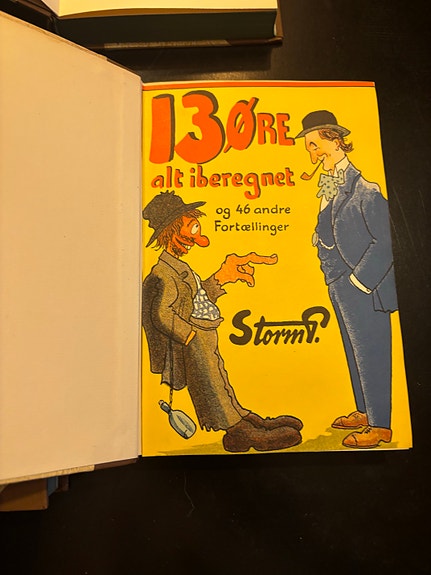 13 ØRE
alt iberegnet
og 46 andre
Fortællinger
Storm P.